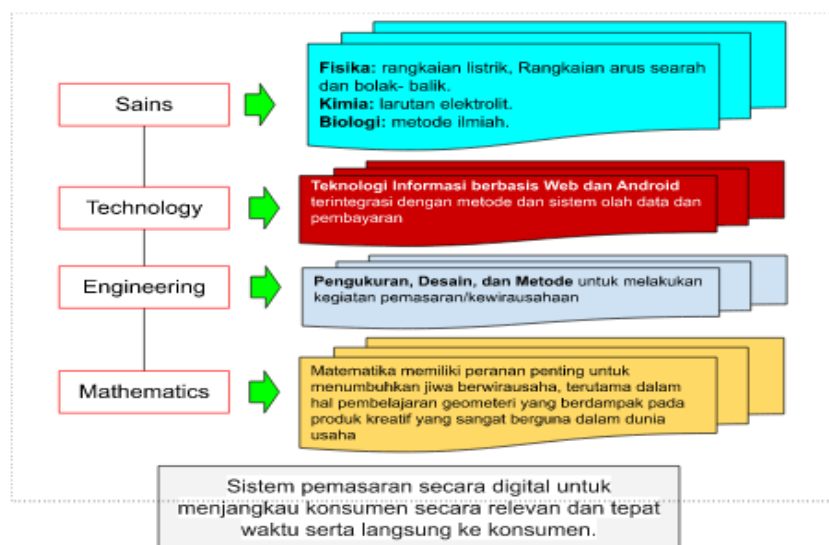 Sains
Fisika: rangkaian listrik, Rangkaian arus searah
dan bolak- balik.
Kimia: larutan elektrolit.
Biologi: metode ilmiah.
Technology
Teknologi Informasi berbasis Web dan Android
terintegrasi dengan metode dan sistem olah data dan
pembayaran
Engineering
Pengukuran, Desain, dan Metode untuk melakukan
kegiatan pemasaran/kewirausahaan
Mathematics
Matematika memiliki peranan penting untuk
menumbuhkan jiwa berwirausaha, terutama dalam
hal pembelajaran geometeri yang berdampak pada
produk kreatif yang sangat berguna dalam dunia
usaha
Sistem pemasaran secara digital untuk
menjangkau konsumen secara relevan dan tepat
waktu serta langsung ke konsumen.